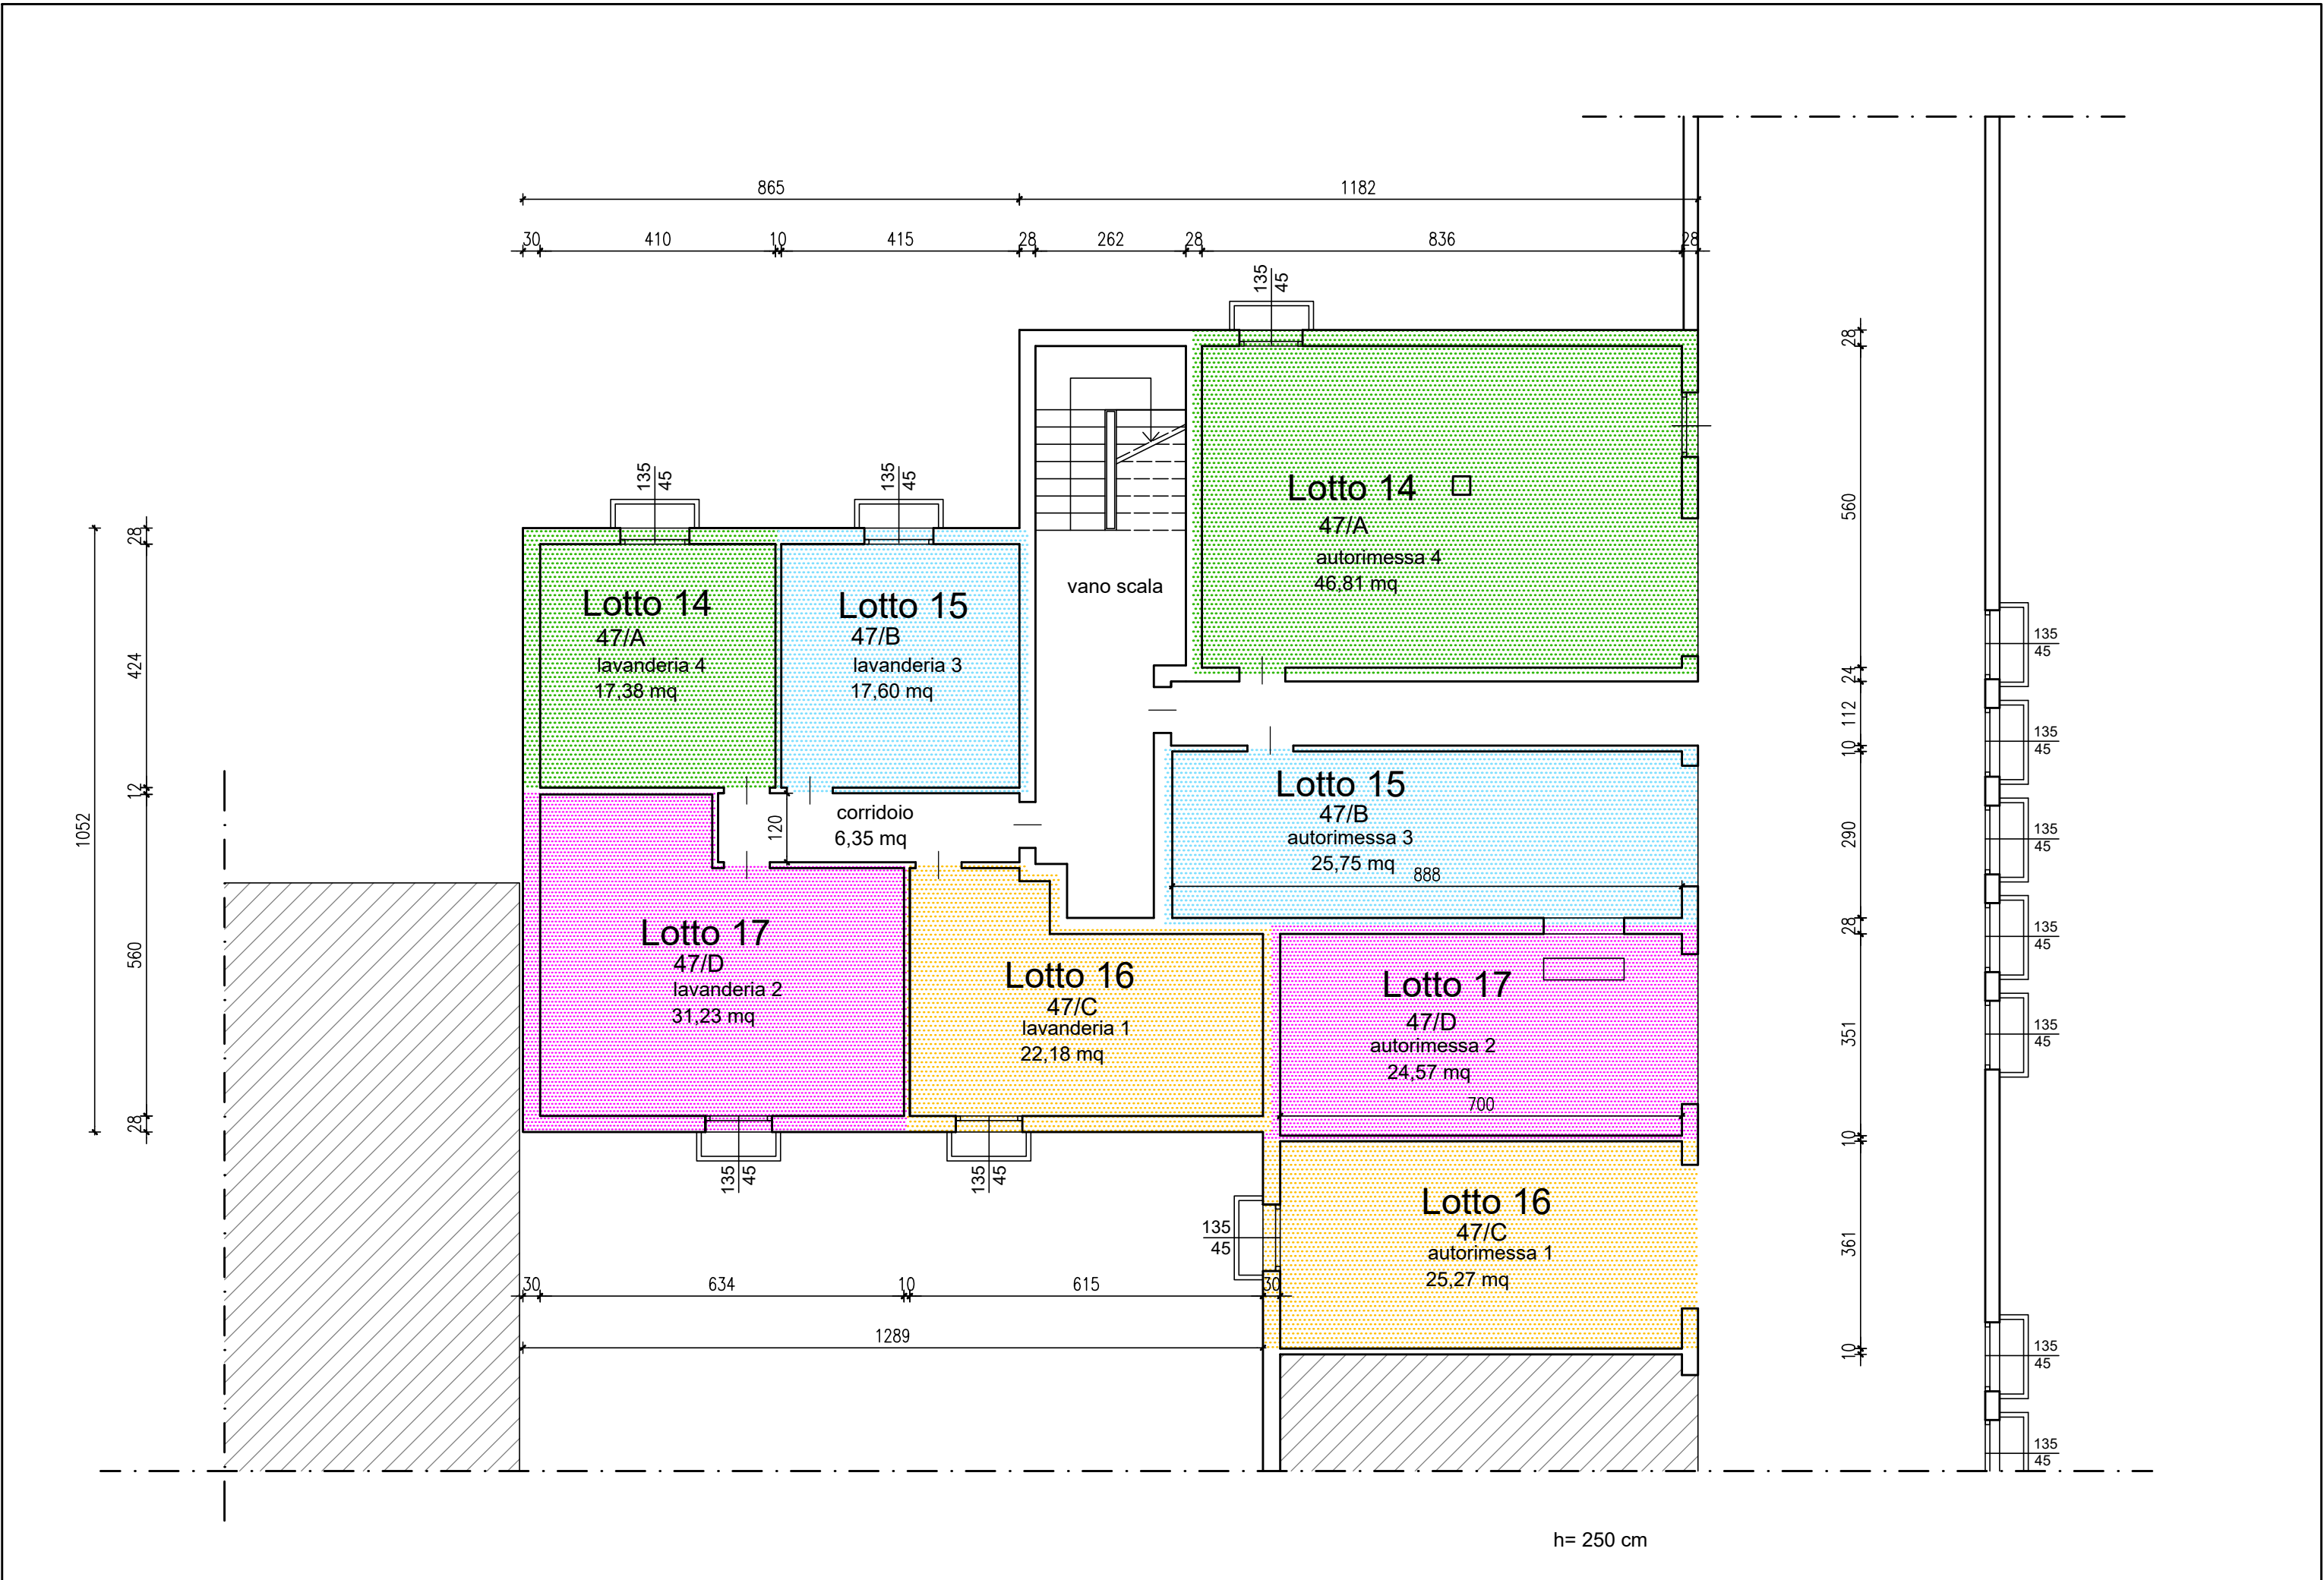 865
1182
30
410
10
415
28
262
28
836
28
135
45
28
560
24
112
10
290
28
351
10
361
10
Lotto 14
47/A
autorimessa 4
46,81 mq
135
45
135
45
1052
28
424
12
560
28
Lotto 14
47/A
lavanderia 4
17,38 mq
Lotto 15
47/B
lavanderia 3
17,60 mq
vano scala
corridoio
6,35 mq
120
Lotto 15
47/B
autorimessa 3
25,75 mq
888
Lotto 17
47/D
lavanderia 2
31,23 mq
Lotto 16
47/C
lavanderia 1
22,18 mq
Lotto 17
47/D
autorimessa 2
24,57 mq
700
135
45
135
45
135
45
Lotto 16
47/C
autorimessa 1
25,27 mq
30
634
10
615
30
1289
135
45
135
45
135
45
135
45
135
45
135
45
135
45
h= 250 cm